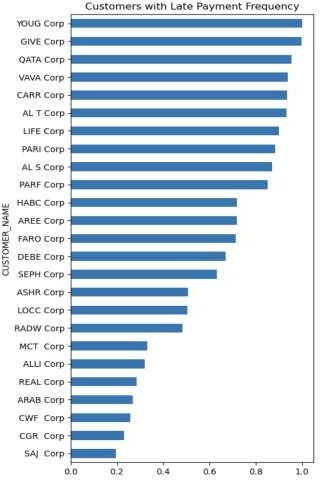 Customers with Late Payment Frequency
YOUG Corp
GIVE Corp
QATA Corp
VAVA Corp
CARR Corp
AL T Corp
LIFE Corp
PARI Corp
AL S Corp
PARF Corp
HABC Corp
AREE Corp
FARO Corp
DEBE Corp
SEPH Corp
ASHR Corp
LOCC Corp
RADW Corp
MCT  Corp
ALLI Corp
REAL Corp
ARAB Corp
CWF  Corp
CGR  Corp
SAJ  Corp
CUSTOMER_NAME
0.0 0.2 0.4 0.6 0.8 1.0